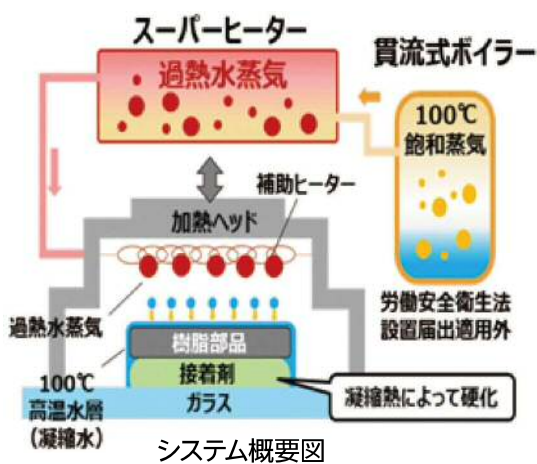 スーパーヒーター
貫流式ボイラー
過熱水蒸気
100℃
飽和蒸気
補助ヒーター
加熱ヘッド
労働安全衛生法
設置届出適用外
過熱水蒸気
樹脂部品
接着剤
ガラス
100℃
高温水層
（凝縮水）
凝縮熱によって硬化
システム概要図